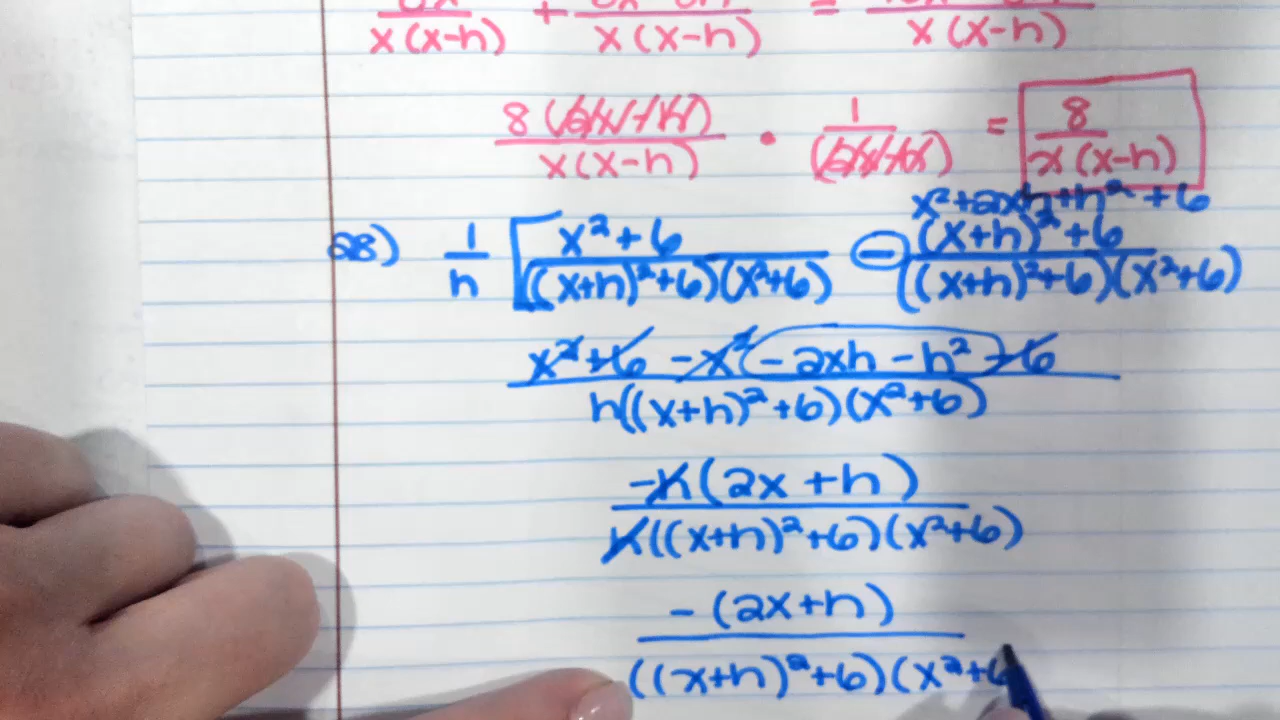 x(x-h) + x(x-h) = x(x-h)
8 / x(x-h) • 1 / = 8 / x(x-h)
x²+2xh+h²+6
28) 1/h [ x²+6 / ((x+h)²+6)(x²+6) - (x+h)²+6 / ((x+h)²+6)(x²+6)
x²+6 -x² -2xh -h² -6 / h((x+h)²+6)(x²+6)
-h(2x+h) / h((x+h)²+6)(x²+6)
-(2x+h) / ((x+h)²+6)(x²+6